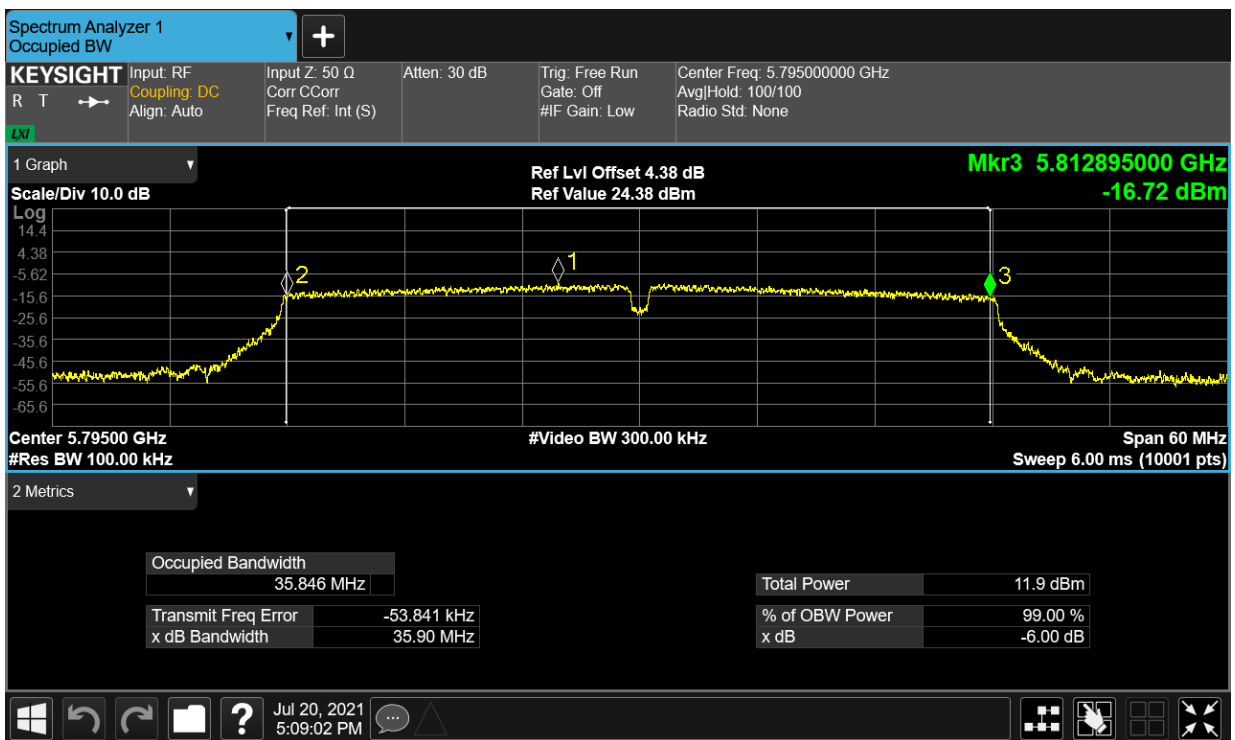 Spectrum Analyzer 1
Occupied BW
KEYSIGHT
R T
LXI
Input: RF
Coupling: DC
Align: Auto
Input Z: 50 Ω
Corr CCorr
Freq Ref: Int (S)
Atten: 30 dB
Trig: Free Run
Gate: Off
#IF Gain: Low
Center Freq: 5.795000000 GHz
Avg|Hold: 100/100
Radio Std: None
1 Graph
Scale/Div 10.0 dB
Ref Lvl Offset 4.38 dB
Ref Value 24.38 dBm
Mkr3 5.812895000 GHz
-16.72 dBm
Log
14.4
4.38
-5.62
-15.6
-25.6
-35.6
-45.6
-55.6
-65.6
2
1
3
Center 5.79500 GHz
#Video BW 300.00 kHz
Span 60 MHz
#Res BW 100.00 kHz
Sweep 6.00 ms (10001 pts)
2 Metrics
Occupied Bandwidth
35.846 MHz
Transmit Freq Error -53.841 kHz
x dB Bandwidth 35.90 MHz
Total Power 11.9 dBm
% of OBW Power 99.00 %
x dB -6.00 dB
?
Jul 20, 2021
5:09:02 PM